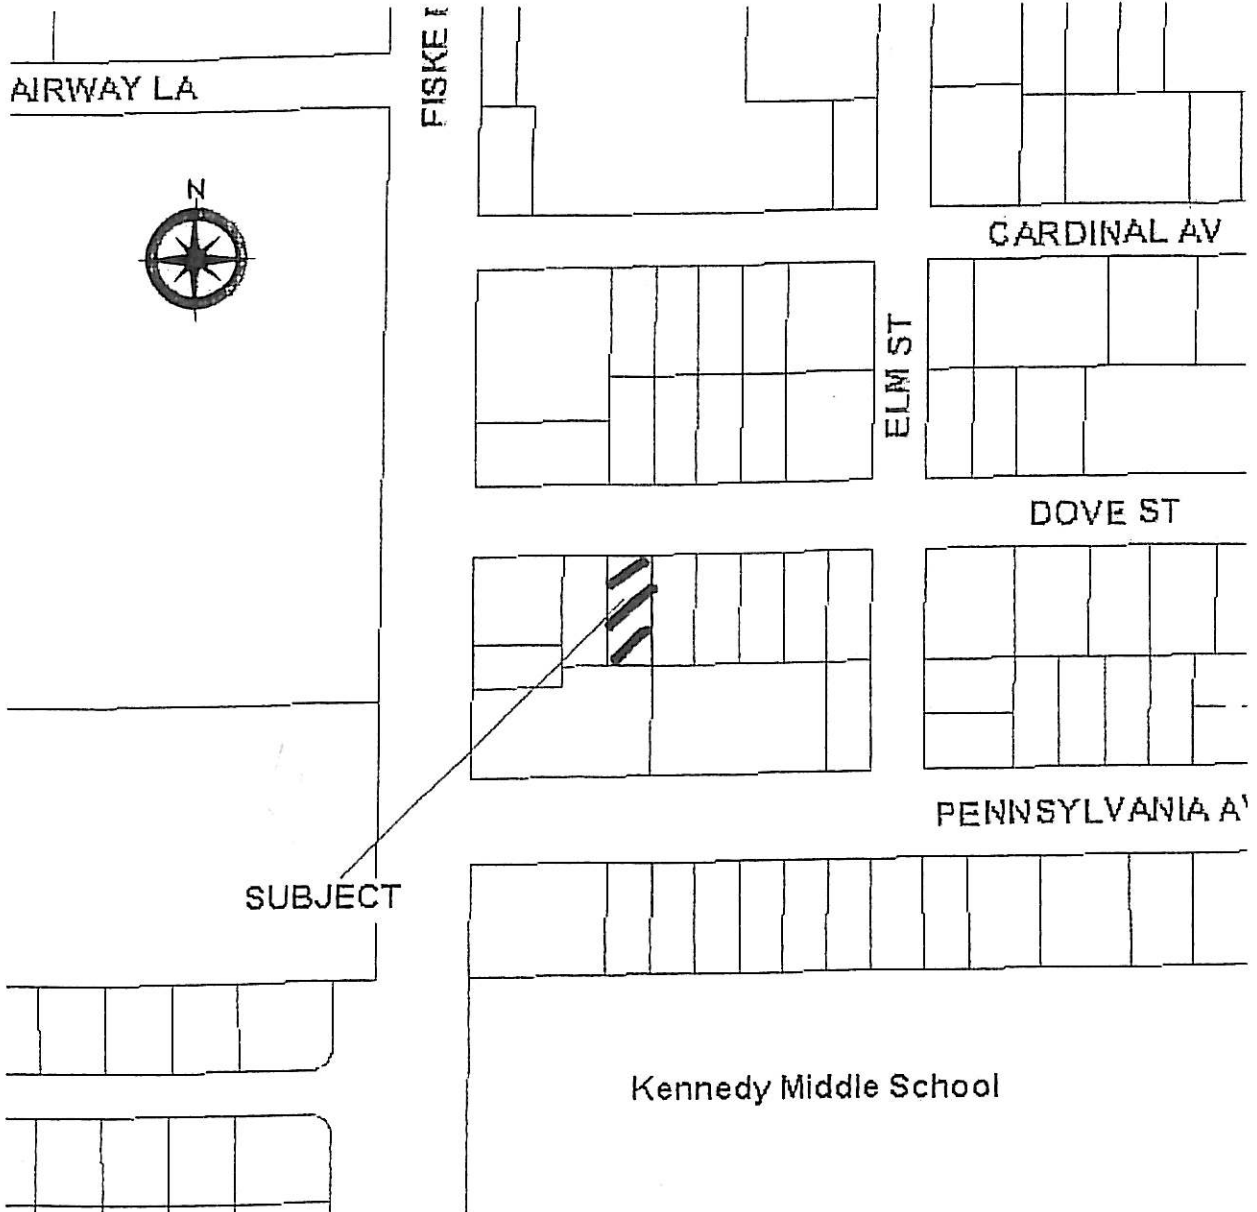 FISKE
AIRWAY LA
N
CARDINAL AV
ELM ST
DOVE ST
PENNSYLVANIA
SUBJECT
Kennedy Middle School